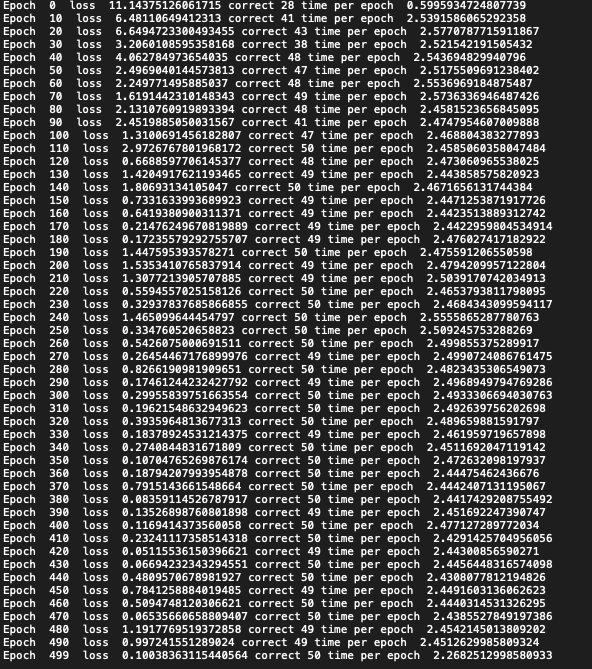 Epoch 0 loss 11.14375126061715 correct 28 time per epoch 0.5995934724807739
Epoch 10 loss 6.48110649412313 correct 41 time per epoch 2.5391586065292358
Epoch 20 loss 6.6494723300493455 correct 43 time per epoch 2.5770787715911867
Epoch 30 loss 3.2060108595358168 correct 38 time per epoch 2.521542191505432
Epoch 40 loss 4.062784973654035 correct 48 time per epoch 2.543694829940796
Epoch 50 loss 2.4969040144573813 correct 47 time per epoch 2.5175509691238402
Epoch 60 loss 2.249771495885037 correct 48 time per epoch 2.5536969184875487
Epoch 70 loss 1.6191442310148343 correct 49 time per epoch 2.5736336946487426
Epoch 80 loss 2.1310760919893394 correct 48 time per epoch 2.4581523656845095
Epoch 90 loss 2.4519885050031567 correct 41 time per epoch 2.4747954607009888
Epoch 100 loss 1.3100691456182807 correct 47 time per epoch 2.468804383277893
Epoch 110 loss 2.9726767801968172 correct 50 time per epoch 2.4585060358047484
Epoch 120 loss 0.6688597706145377 correct 48 time per epoch 2.473060965538025
Epoch 130 loss 1.4204917621193465 correct 49 time per epoch 2.443858575820923
Epoch 140 loss 1.80693134105047 correct 50 time per epoch 2.4671656131744384
Epoch 150 loss 0.7331633993689923 correct 49 time per epoch 2.4471253871917726
Epoch 160 loss 0.6419380900311371 correct 49 time per epoch 2.4423513889312742
Epoch 170 loss 0.21476249670819889 correct 49 time per epoch 2.4422959804534914
Epoch 180 loss 0.17235579292755707 correct 49 time per epoch 2.476027417182922
Epoch 190 loss 1.447595393578271 correct 50 time per epoch 2.475591206550598
Epoch 200 loss 1.5353410765837914 correct 49 time per epoch 2.4794209957122804
Epoch 210 loss 1.3077213905707885 correct 49 time per epoch 2.5039170742034913
Epoch 220 loss 0.5594557025158126 correct 50 time per epoch 2.4653793811798095
Epoch 230 loss 0.32937837685866855 correct 50 time per epoch 2.4684343099594117
Epoch 240 loss 1.465099644454797 correct 50 time per epoch 2.5555865287780763
Epoch 250 loss 0.334760520658823 correct 50 time per epoch 2.509245753288269
Epoch 260 loss 0.5426075000691511 correct 50 time per epoch 2.499855375289917
Epoch 270 loss 0.26454467176899976 correct 49 time per epoch 2.4990724086761475
Epoch 280 loss 0.8266190981909651 correct 50 time per epoch 2.4823435306549073
Epoch 290 loss 0.17461244232427792 correct 49 time per epoch 2.4968949794769286
Epoch 300 loss 0.29955839751663554 correct 50 time per epoch 2.4933306694030763
Epoch 310 loss 0.19621548632949623 correct 50 time per epoch 2.492639756202698
Epoch 320 loss 0.3935964813677313 correct 50 time per epoch 2.489659881591797
Epoch 330 loss 0.18378924531214375 correct 49 time per epoch 2.461959719657898
Epoch 340 loss 0.2740844831671809 correct 50 time per epoch 2.4511692047119142
Epoch 350 loss 0.10704765269876174 correct 50 time per epoch 2.472632098197937
Epoch 360 loss 0.18794207993954878 correct 50 time per epoch 2.44475462436676
Epoch 370 loss 0.7915143661548664 correct 50 time per epoch 2.4442407131195067
Epoch 380 loss 0.08359114526787917 correct 50 time per epoch 2.4417429208755492
Epoch 390 loss 0.13526898760801898 correct 49 time per epoch 2.451692247390747
Epoch 400 loss 0.1169414373560058 correct 50 time per epoch 2.477127289772034
Epoch 410 loss 0.23241117358514318 correct 50 time per epoch 2.4291425704956056
Epoch 420 loss 0.05115536150396621 correct 49 time per epoch 2.44300856590271
Epoch 430 loss 0.06694232343294551 correct 50 time per epoch 2.4456448316574098
Epoch 440 loss 0.4809570678981927 correct 50 time per epoch 2.4308077812194826
Epoch 450 loss 0.7841258884019485 correct 49 time per epoch 2.4491603136062623
Epoch 460 loss 0.5094748120306621 correct 50 time per epoch 2.4440314531326295
Epoch 470 loss 0.06535660658809407 correct 50 time per epoch 2.4385527849197386
Epoch 480 loss 1.1917769519372858 correct 49 time per epoch 2.4542145013809202
Epoch 490 loss 0.997241551289024 correct 49 time per epoch 2.4512629985809324
Epoch 499 loss 0.10038363115440564 correct 50 time per epoch 2.2682512998580933